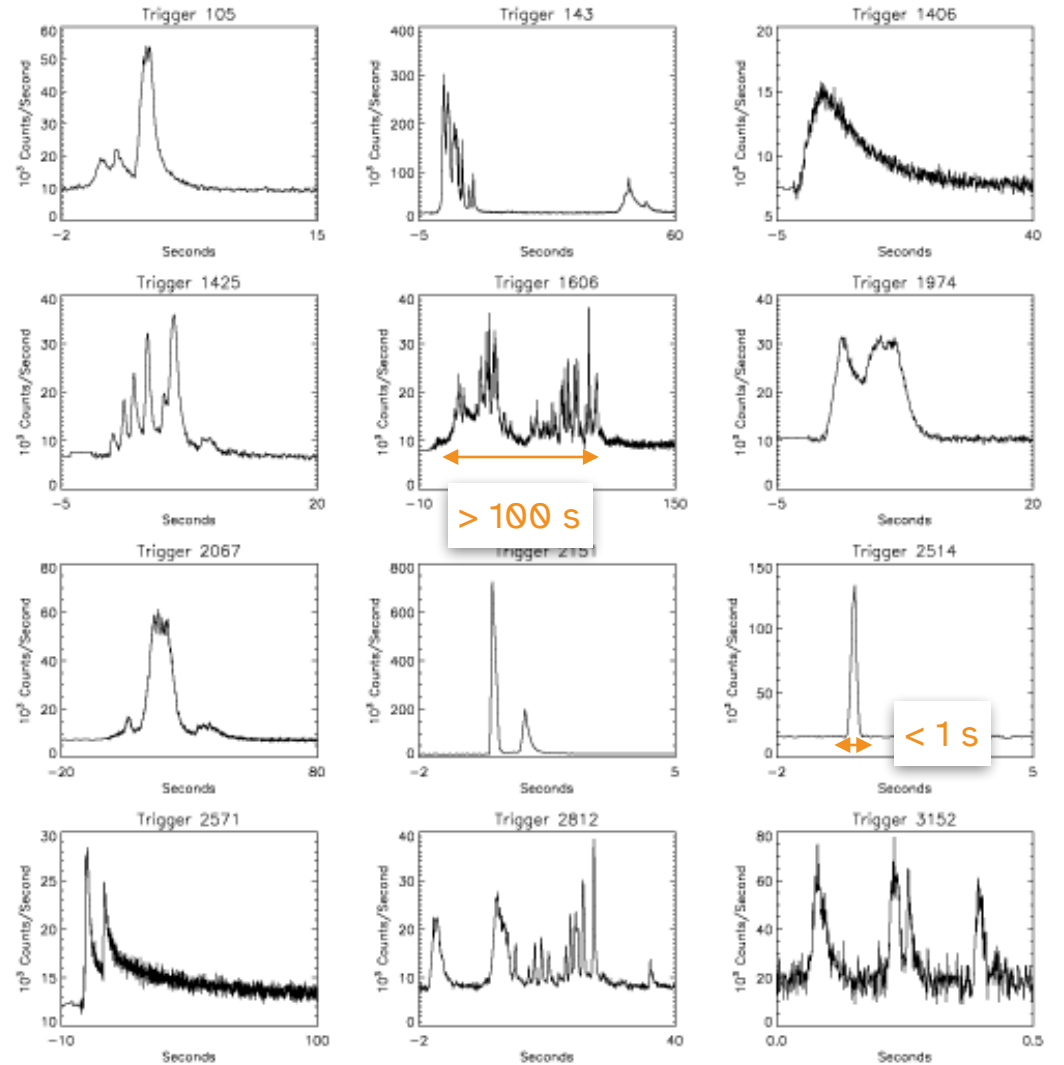 Trigger 105
60
50
40
30
20
10
0
10³ Counts/Second
-2
15
Seconds
Trigger 143
400
300
200
100
0
10³ Counts/Second
-5
60
Seconds
Trigger 1406
20
15
10
5
10³ Counts/Second
-5
40
Seconds
Trigger 1425
40
30
20
10
0
10³ Counts/Second
-5
20
Seconds
Trigger 1606
40
30
20
10
0
10³ Counts/Second
-10
150
Seconds
> 100 s
Trigger 1974
40
30
20
10
0
10³ Counts/Second
-5
20
Seconds
Trigger 2067
80
60
40
20
0
10³ Counts/Second
-20
80
Seconds
Trigger 2151
800
600
400
200
0
10³ Counts/Second
-2
5
Seconds
Trigger 2514
150
100
50
0
10³ Counts/Second
< 1 s
-2
5
Seconds
Trigger 2571
30
25
20
15
10
10³ Counts/Second
-10
100
Seconds
Trigger 2812
40
30
20
10
0
10³ Counts/Second
-2
40
Seconds
Trigger 3152
80
60
40
20
0
10³ Counts/Second
0.0
0.5
Seconds